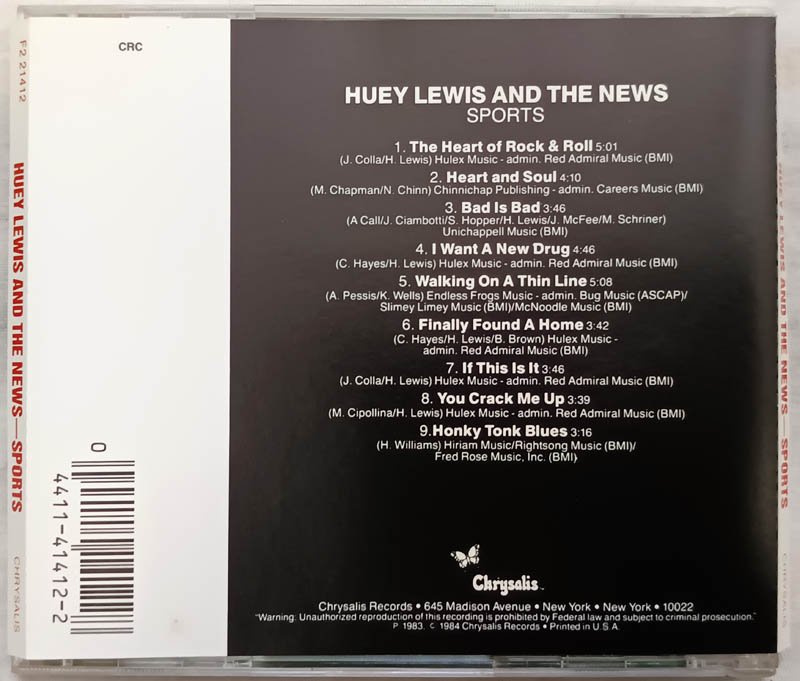 F2 21412
HUEY LEWIS AND THE NEWS—SPORTS
CHRYSALIS
CRC
0
4411-41412-2
HUEY LEWIS AND THE NEWS
SPORTS
1. The Heart of Rock & Roll 5:01
(J. Colla/H. Lewis) Hulex Music - admin. Red Admiral Music (BMI)
2. Heart and Soul 4:10
(M. Chapman/N. Chinn) Chinnichap Publishing - admin. Careers Music (BMI)
3. Bad Is Bad 3:46
(A Call/J. Ciambotti/S. Hopper/H. Lewis/J. McFee/M. Schriner)
Unichappell Music (BMI)
4. I Want A New Drug 4:46
(C. Hayes/H. Lewis) Hulex Music - admin. Red Admiral Music (BMI)
5. Walking On A Thin Line 5:08
(A. Pessis/K. Wells) Endless Frogs Music - admin. Bug Music (ASCAP)/
Slimey Limey Music (BMI)/McNoodle Music (BMI)
6. Finally Found A Home 3:42
(C. Hayes/H. Lewis/B. Brown) Hulex Music -
admin. Red Admiral Music (BMI)
7. If This Is It 3:46
(J. Colla/H. Lewis) Hulex Music - admin. Red Admiral Music (BMI)
8. You Crack Me Up 3:39
(M. Cipollina/H. Lewis) Hulex Music - admin. Red Admiral Music (BMI)
9. Honky Tonk Blues 3:16
(H. Williams) Hiriam Music/Rightsong Music (BMI)/
Fred Rose Music, Inc. (BMI)
Chrysalis™
Chrysalis Records • 645 Madison Avenue • New York • New York • 10022
"Warning: Unauthorized reproduction of this recording is prohibited by Federal law and subject to criminal prosecution."
P 1983. C 1984 Chrysalis Records • Printed in U.S.A.
HUEY LEWIS AND THE NEWS—SPORTS
CHRYSALIS